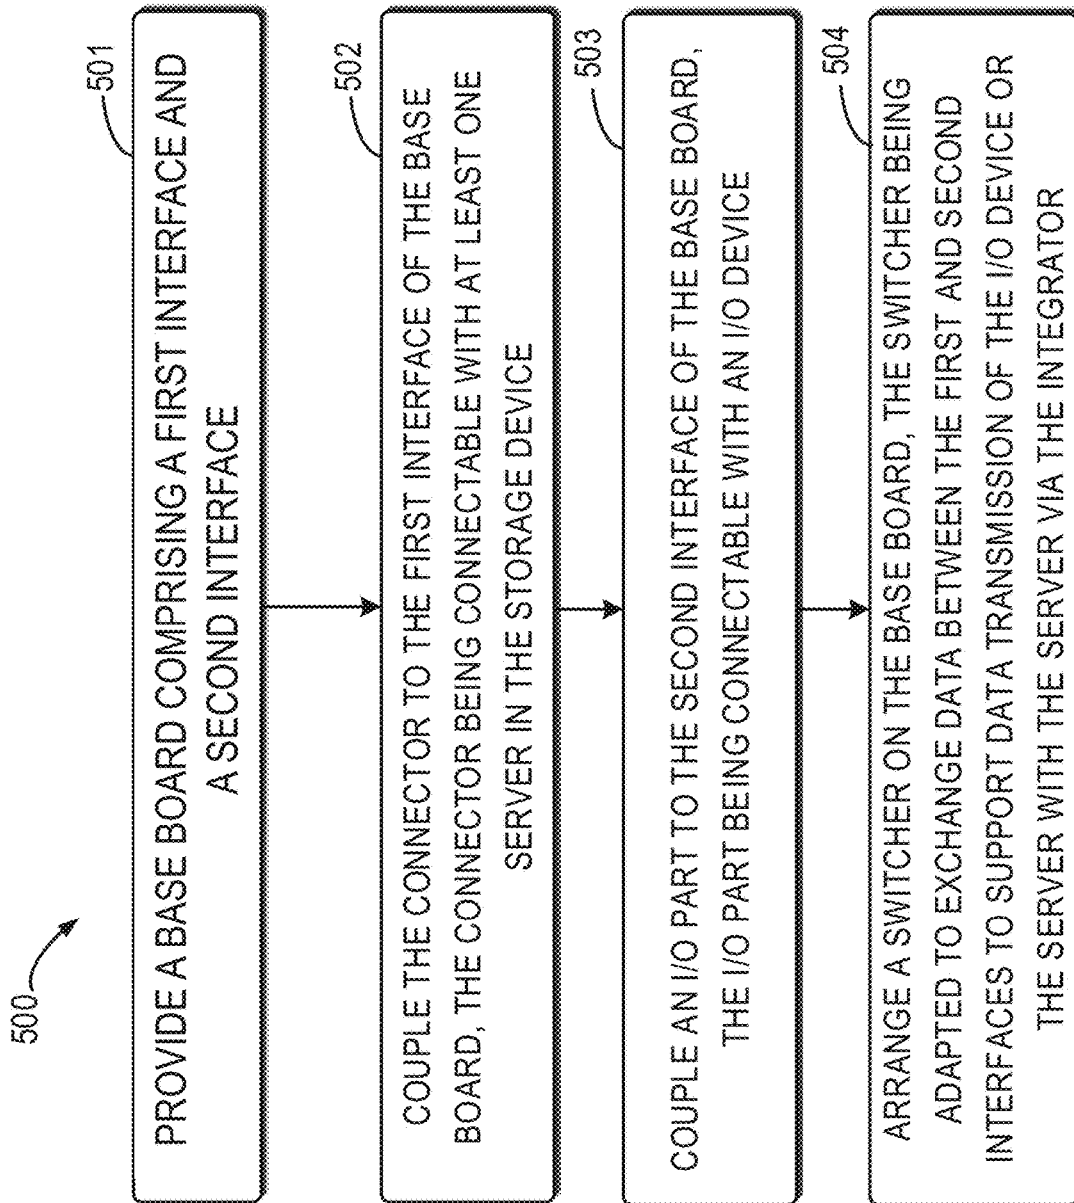 500
501
PROVIDE A BASE BOARD COMPRISING A FIRST INTERFACE AND
A SECOND INTERFACE
502
COUPLE THE CONNECTOR TO THE FIRST INTERFACE OF THE BASE
BOARD, THE CONNECTOR BEING CONNECTABLE WITH AT LEAST ONE
SERVER IN THE STORAGE DEVICE
503
COUPLE AN I/O PART TO THE SECOND INTERFACE OF THE BASE BOARD,
THE I/O PART BEING CONNECTABLE WITH AN I/O DEVICE
504
ARRANGE A SWITCHER ON THE BASE BOARD, THE SWITCHER BEING
ADAPTED TO EXCHANGE DATA BETWEEN THE FIRST AND SECOND
INTERFACES TO SUPPORT DATA TRANSMISSION OF THE I/O DEVICE OR
THE SERVER WITH THE SERVER VIA THE INTEGRATOR